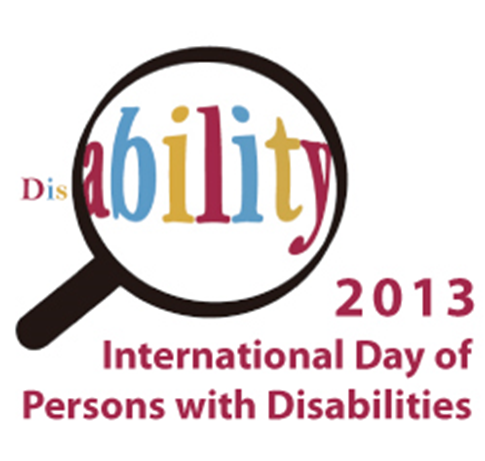 Disability
2013
International Day of
Persons with Disabilities